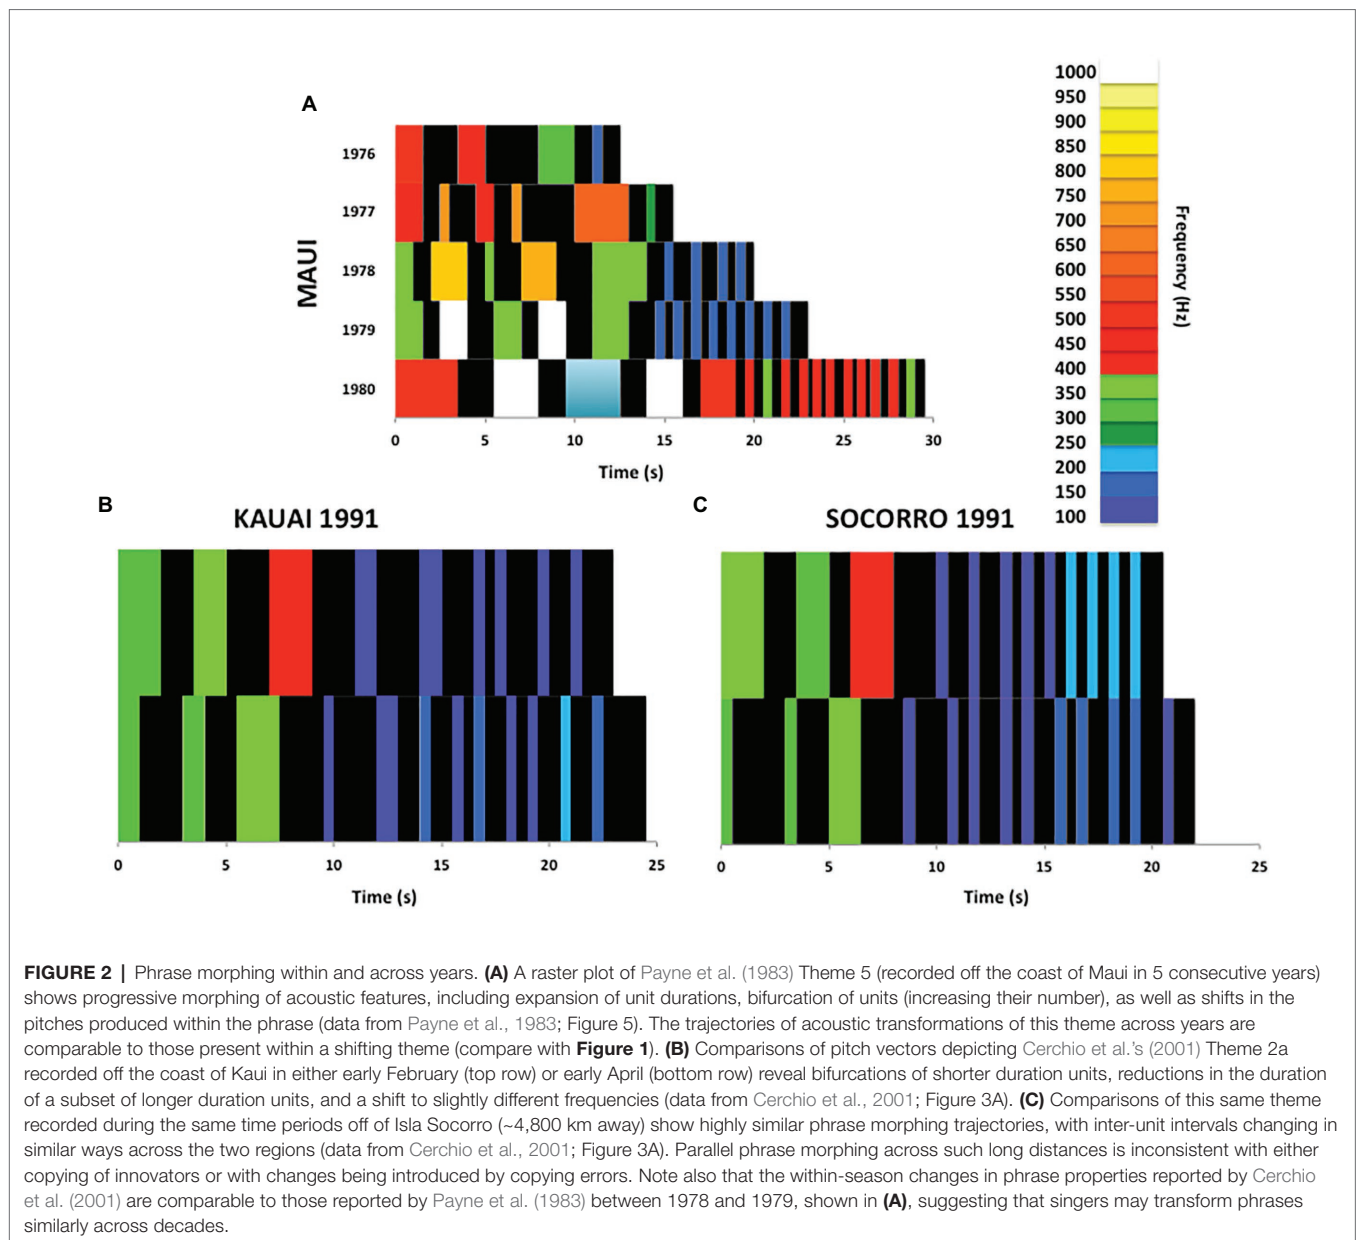 A
MAUI
1976
1977
1978
1979
1980
0 5 10 15 20 25 30
Time (s)
1000
950
900
850
800
750
700
650
600
550
500
450
400
350
300
250
200
150
100
Frequency (Hz)
B
KAUAI 1991
0 5 10 15 20 25
Time (s)
C
SOCORRO 1991
0 5 10 15 20 25
Time (s)
FIGURE 2 | Phrase morphing within and across years. (A) A raster plot of Payne et al. (1983) Theme 5 (recorded off the coast of Maui in 5 consecutive years)
shows progressive morphing of acoustic features, including expansion of unit durations, bifurcation of units (increasing their number), as well as shifts in the
pitches produced within the phrase (data from Payne et al., 1983; Figure 5). The trajectories of acoustic transformations of this theme across years are
comparable to those present within a shifting theme (compare with Figure 1). (B) Comparisons of pitch vectors depicting Cerchio et al.'s (2001) Theme 2a
recorded off the coast of Kaui in either early February (top row) or early April (bottom row) reveal bifurcations of shorter duration units, reductions in the duration
of a subset of longer duration units, and a shift to slightly different frequencies (data from Cerchio et al., 2001; Figure 3A). (C) Comparisons of this same theme
recorded during the same time periods off of Isla Socorro (~4,800 km away) show highly similar phrase morphing trajectories, with inter-unit intervals changing in
similar ways across the two regions (data from Cerchio et al., 2001; Figure 3A). Parallel phrase morphing across such long distances is inconsistent with either
copying of innovators or with changes being introduced by copying errors. Note also that the within-season changes in phrase properties reported by Cerchio
et al. (2001) are comparable to those reported by Payne et al. (1983) between 1978 and 1979, shown in (A), suggesting that singers may transform phrases
similarly across decades.